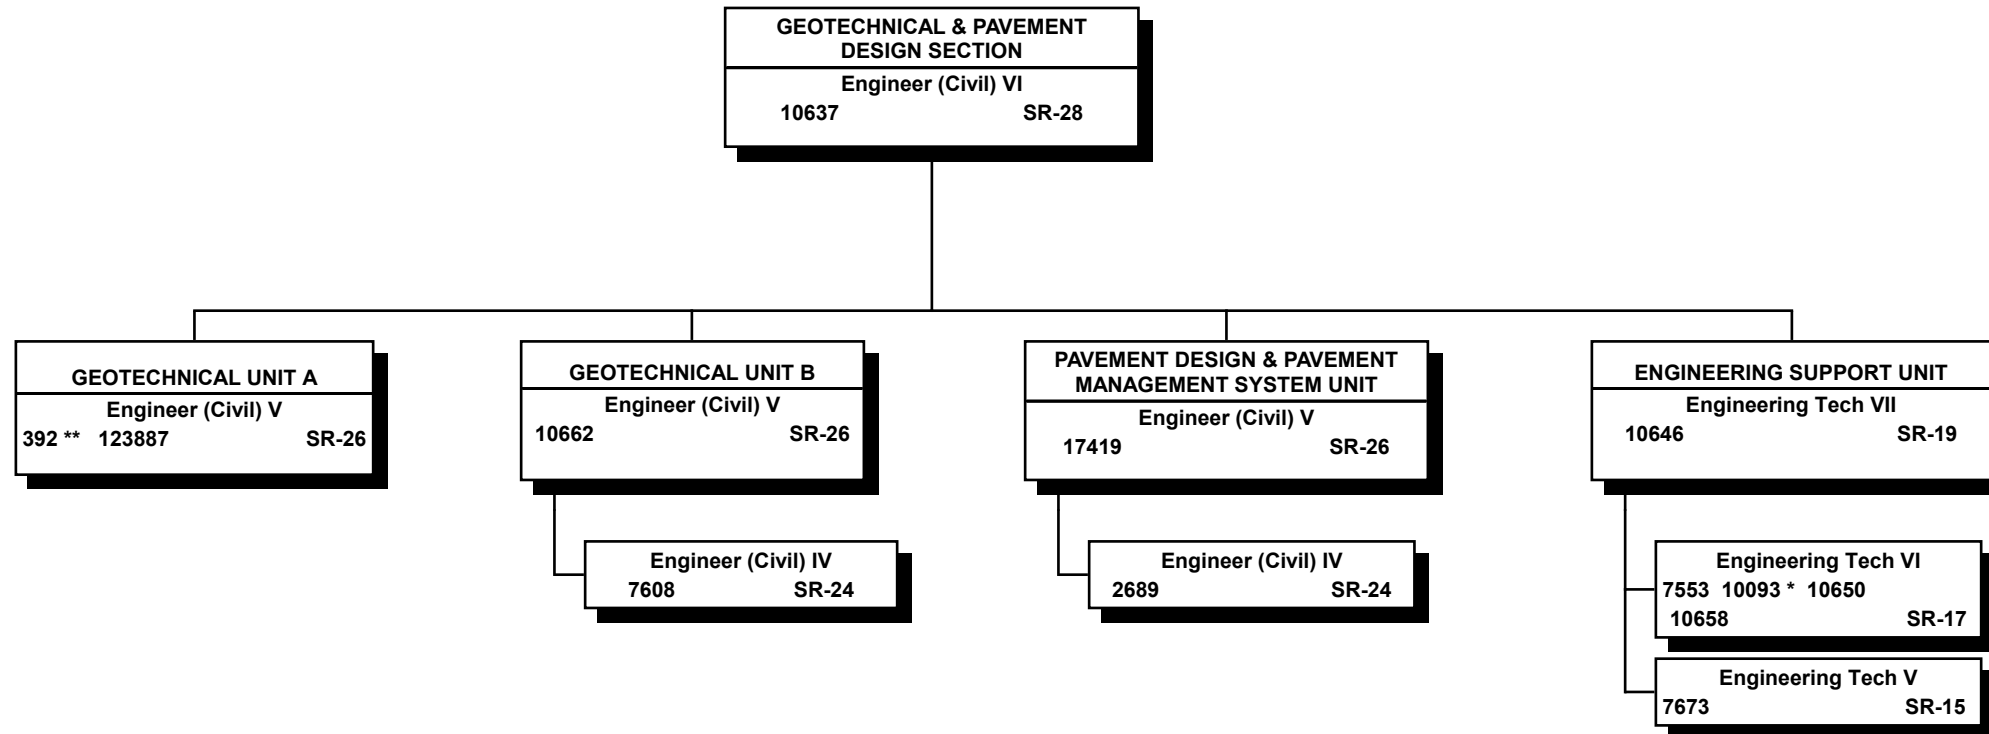 GEOTECHNICAL & PAVEMENT
DESIGN SECTION
Engineer (Civil) VI
10637 SR-28
GEOTECHNICAL UNIT A
Engineer (Civil) V
392 ** 123887 SR-26
GEOTECHNICAL UNIT B
Engineer (Civil) V
10662 SR-26
Engineer (Civil) IV
7608 SR-24
PAVEMENT DESIGN & PAVEMENT
MANAGEMENT SYSTEM UNIT
Engineer (Civil) V
17419 SR-26
Engineer (Civil) IV
2689 SR-24
ENGINEERING SUPPORT UNIT
Engineering Tech VII
10646 SR-19
Engineering Tech VI
7553 10093 * 10650
10658 SR-17
Engineering Tech V
7673 SR-15